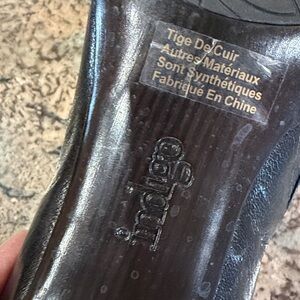 Tige De Cuir
Autres Matériaux
Sont Synthétiques
Fabriqué En Chine
indigo